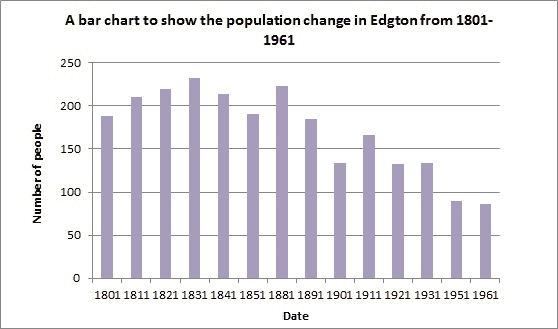 A bar chart to show the population change in Edgton from 1801-
1961
250
200
150
100
50
0
Number of people
1801 1811 1821 1831 1841 1851 1881 1891 1901 1911 1921 1931 1951 1961
Date